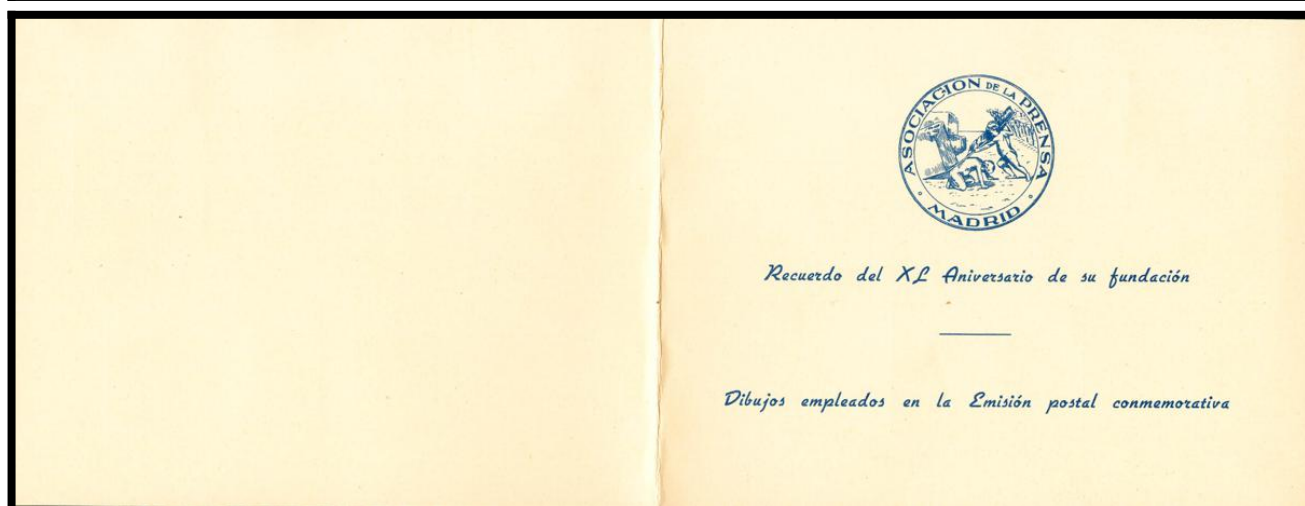 ASOCIACION DE LA PRENSA
MADRID
Recuerdo del XL Aniversario de su fundación
Dibujos empleados en la Emisión postal conmemorativa